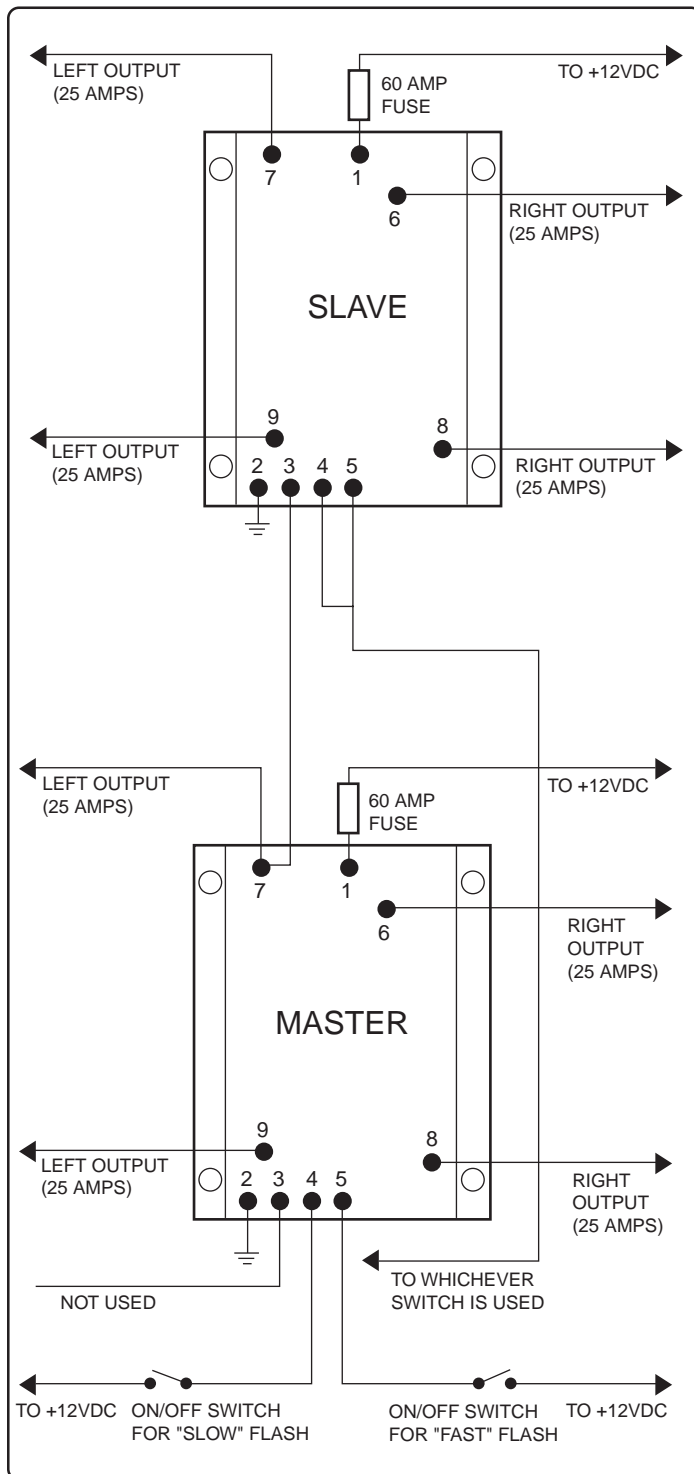 LEFT OUTPUT
(25 AMPS)
60 AMP
FUSE
TO +12VDC
7
1
6
RIGHT OUTPUT
(25 AMPS)
SLAVE
9
8
LEFT OUTPUT
(25 AMPS)
RIGHT OUTPUT
(25 AMPS)
2 3 4 5
LEFT OUTPUT
(25 AMPS)
60 AMP
FUSE
TO +12VDC
7
1
6
RIGHT
OUTPUT
(25 AMPS)
MASTER
9
8
LEFT OUTPUT
(25 AMPS)
RIGHT
OUTPUT
(25 AMPS)
2 3 4 5
NOT USED
TO WHICHEVER
SWITCH IS USED
TO +12VDC
ON/OFF SWITCH
FOR "SLOW" FLASH
ON/OFF SWITCH
FOR "FAST" FLASH
TO +12VDC